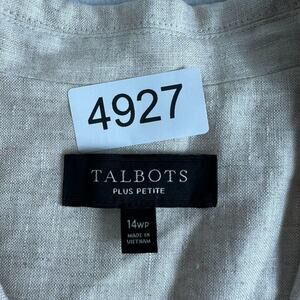 4927
TALBOTS
PLUS PETITE
14WP
MADE IN
VIETNAM